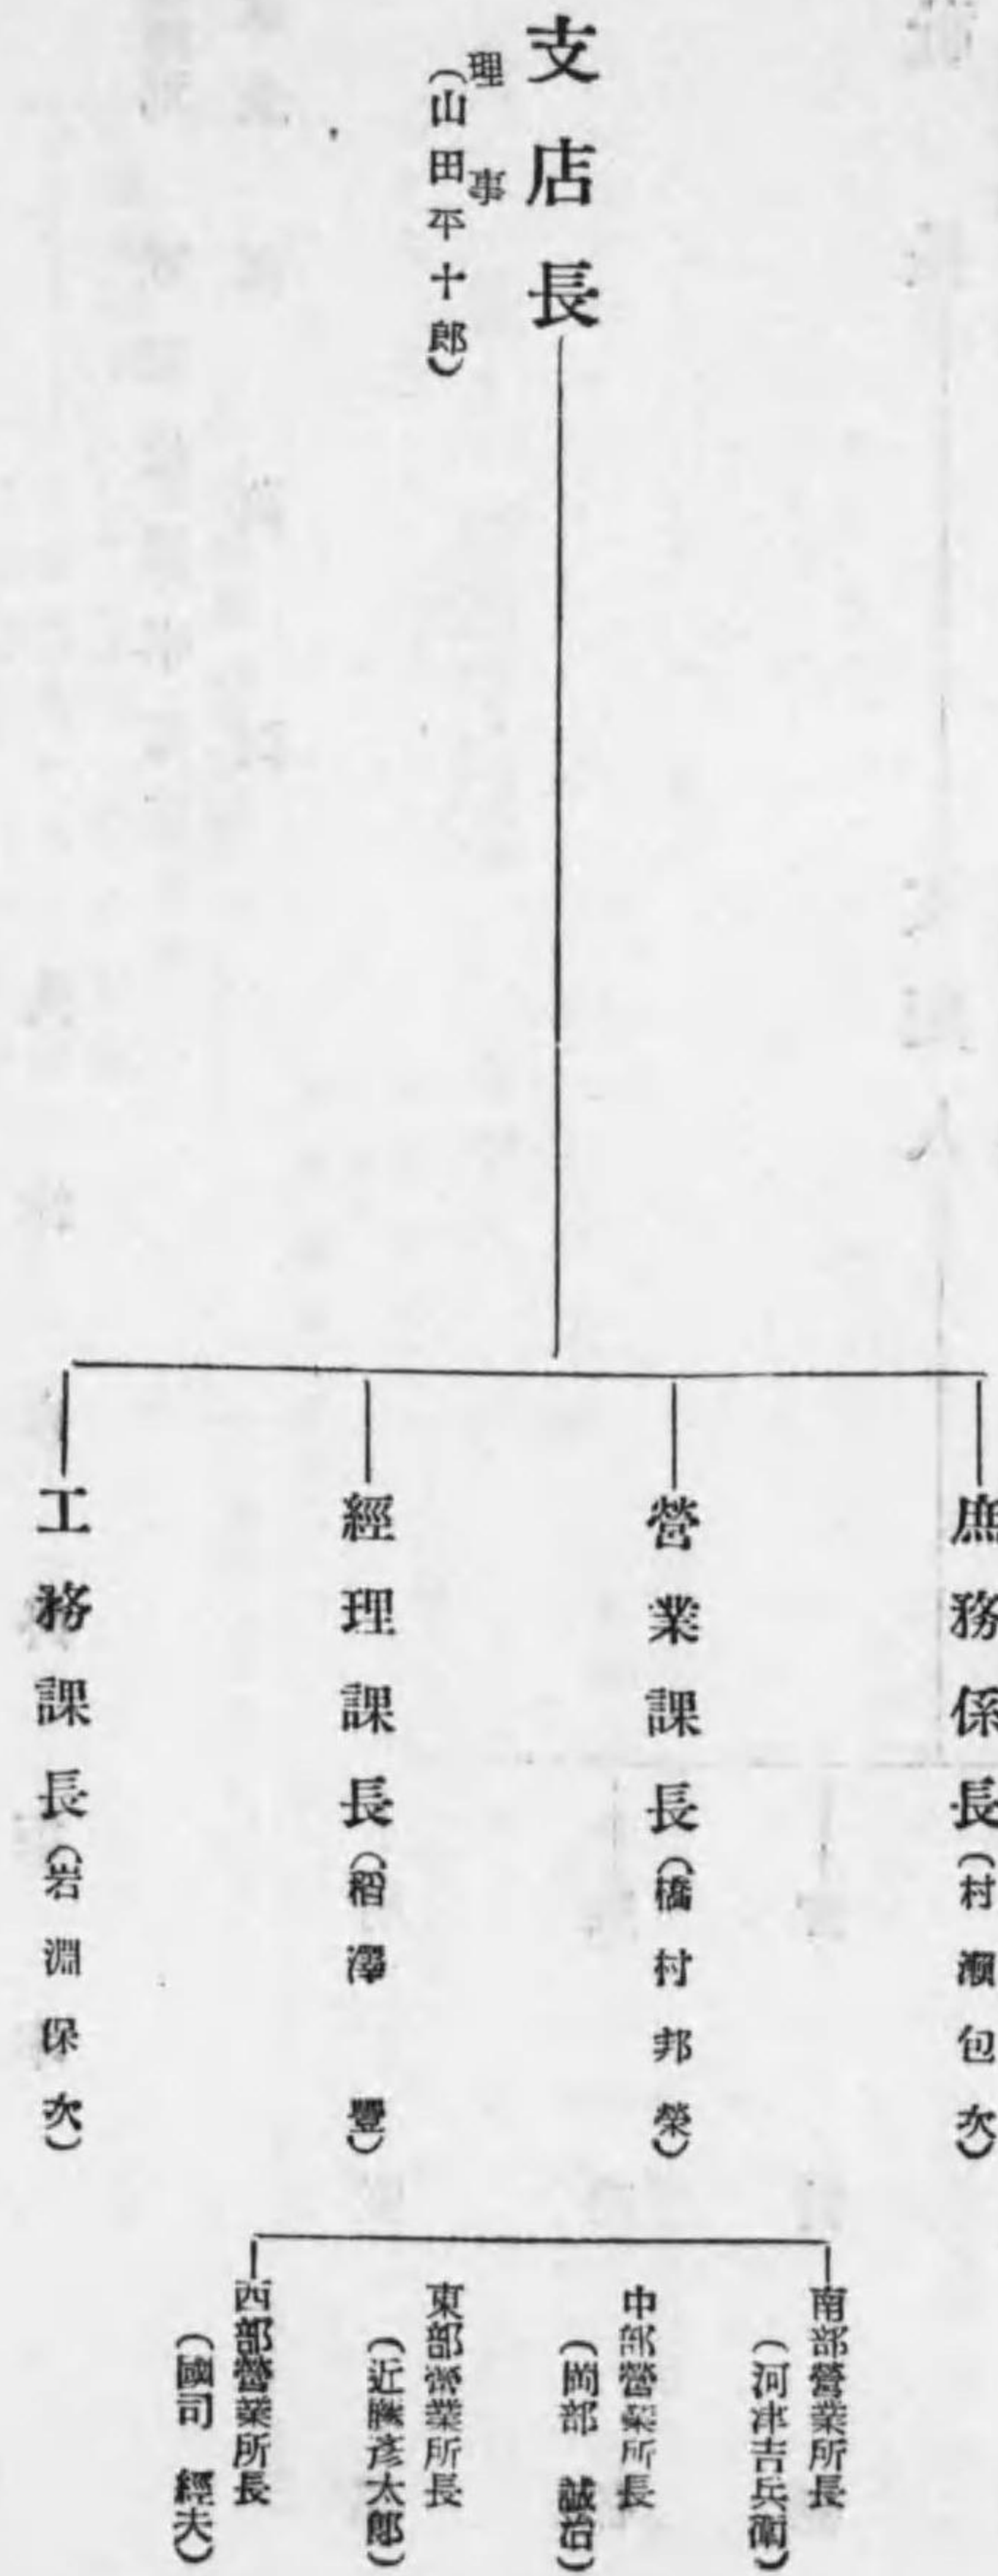 支店長
理事
(山田平十郎)
庶務係長(村瀬包次)
營業課長(橋村邦榮)
經理課長(稻澤 豐)
工務課長(岩淵保次)
南部營業所長
(河津吉兵衞)
中部營業所長
(岡部 誠治)
東部營業所長
(近藤彥太郎)
西部營業所長
(國司 經夫)